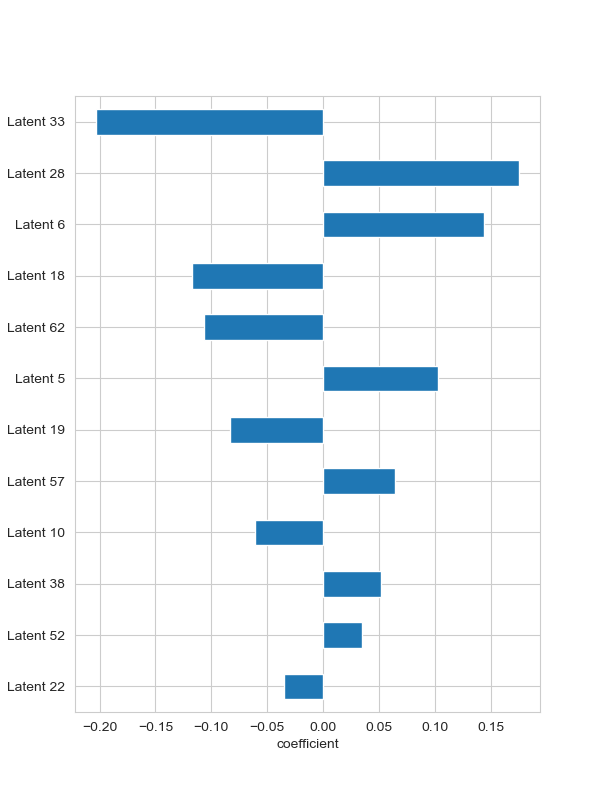 Latent 33
Latent 28
Latent 6
Latent 18
Latent 62
Latent 5
Latent 19
Latent 57
Latent 10
Latent 38
Latent 52
Latent 22
−0.20 −0.15 −0.10 −0.05 0.00 0.05 0.10 0.15
coefficient